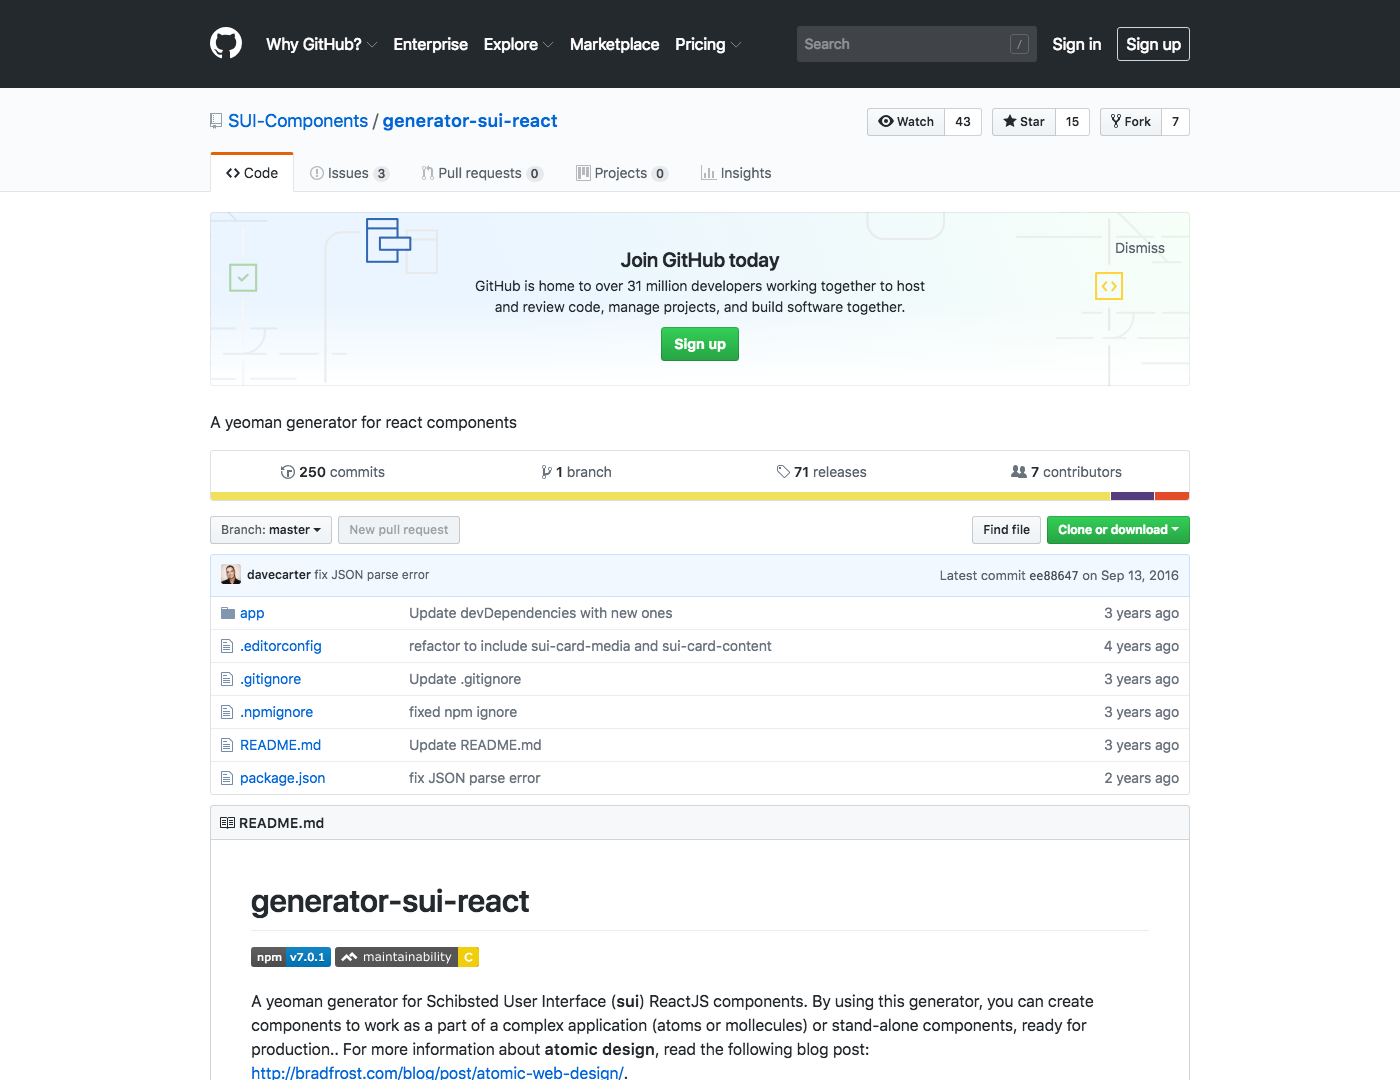 Why GitHub? Enterprise Explore Marketplace Pricing Search / Sign in Sign up
SUI-Components / generator-sui-react Watch 43 Star 15 Fork 7
Code Issues 3 Pull requests 0 Projects 0 Insights
Dismiss
Join GitHub today
GitHub is home to over 31 million developers working together to host
and review code, manage projects, and build software together.
Sign up
A yeoman generator for react components
250 commits 1 branch 71 releases 7 contributors
Branch: master New pull request Find file Clone or download
davecarter fix JSON parse error Latest commit ee88647 on Sep 13, 2016
app Update devDependencies with new ones 3 years ago
.editorconfig refactor to include sui-card-media and sui-card-content 4 years ago
.gitignore Update .gitignore 3 years ago
.npmignore fixed npm ignore 3 years ago
README.md Update README.md 3 years ago
package.json fix JSON parse error 2 years ago
README.md
generator-sui-react
npm v7.0.1 maintainability C
A yeoman generator for Schibsted User Interface (sui) ReactJS components. By using this generator, you can create
components to work as a part of a complex application (atoms or mollecules) or stand-alone components, ready for
production.. For more information about atomic design, read the following blog post:
http://bradfrost.com/blog/post/atomic-web-design/.